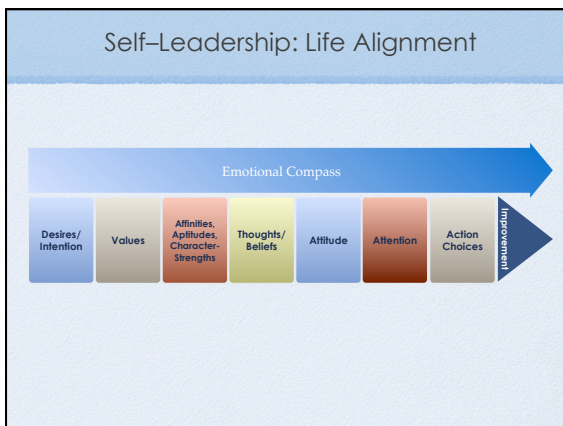 Self–Leadership: Life Alignment
Emotional Compass
Desires/
Intention
Values
Affinities,
Aptitudes,
Character-
Strengths
Thoughts/
Beliefs
Attitude
Attention
Action
Choices
Improvement